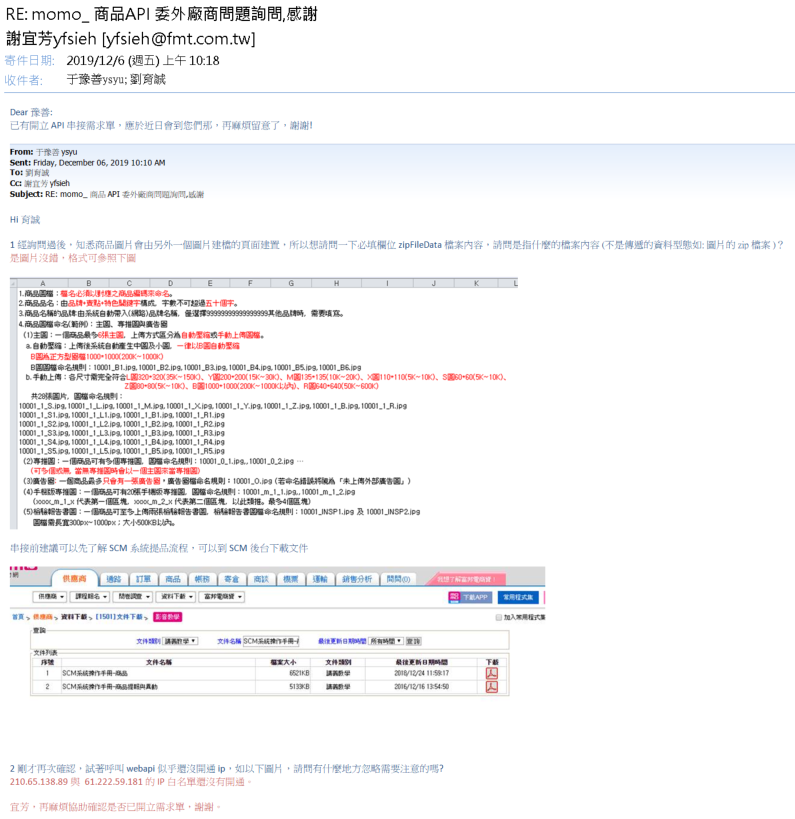 RE: momo_ 商品API 委外廠商問題詢問,感謝
謝宜芳yfsieh [yfsieh@fmt.com.tw]
寄件日期: 2019/12/6 (週五) 上午 10:18
收件者: 于豫善ysyu; 劉育誠
Dear 豫善:
已有開立 API 串接需求單，應於近日會到您們那，再麻煩留意了，謝謝!
From: 于豫善 ysyu
Sent: Friday, December 06, 2019 10:10 AM
To: 劉育誠
Cc: 謝宜芳 yfsieh
Subject: RE: momo_ 商品 API 委外廠商問題詢問,感謝
Hi 育誠
1 經詢問過後，知悉商品圖片會由另外一個圖片建檔的頁面建置，所以想請問一下必填欄位 zipFileData 檔案內容，請問是指什麼的檔案內容 (不是傳遞的資料型態如: 圖片的 zip 檔案 )？
是圖片沒錯，格式可參照下圖
A B C D E F G H I J K L
1.商品圖檔：檔名必須以對應之商品編碼來命名。
2.商品品名：由品牌+賣點+特色關鍵字構成，字數不可超過五十個字。
3.商品名稱的品牌:由系統自動帶入(網路)品牌名稱，僅選擇99999999999999999其他品牌時，需要填寫。
4.商品圖檔命名(範例)：主圖、專推圖與廣告圖
(1)主圖：一個商品最多6張主圖，上傳方式區分為自動壓縮或手動上傳圖檔。
a.自動壓縮：上傳後系統自動產生中圖及小圖，一律以B圖自動壓縮
B圖為正方型圖檔1000*1000(200K~1000K)
B圖圖檔命名規則：10001_B1.jpg,10001_B2.jpg,10001_B3.jpg,10001_B4.jpg,10001_B5.jpg,10001_B6.jpg
b.手動上傳：各尺寸需完全符合L圖320*320(35K~150K)、Y圖200*200(15K~30K)、M圖135*135(10K~20K)、X圖110*110(5K~10K)、S圖60*60(5K~10K)、
Z圖80*80(5K~10K)、B圖1000*1000(200K~1000K以內)、R圖640*640(50K~600K)
共28張圖片，圖檔命名規則：
10001_1_S.jpg,10001_1_L.jpg,10001_1_M.jpg,10001_1_X.jpg,10001_1_Y.jpg,10001_1_Z.jpg,10001_1_B.jpg,10001_1_R.jpg
10001_1_S1.jpg,10001_1_L1.jpg,10001_1_B1.jpg,10001_1_R1.jpg
10001_1_S2.jpg,10001_1_L2.jpg,10001_1_B2.jpg,10001_1_R2.jpg
10001_1_S3.jpg,10001_1_L3.jpg,10001_1_B3.jpg,10001_1_R3.jpg
10001_1_S4.jpg,10001_1_L4.jpg,10001_1_B4.jpg,10001_1_R4.jpg
10001_1_S5.jpg,10001_1_L5.jpg,10001_1_B5.jpg,10001_1_R5.jpg
(2)專推圖：一個商品可有多個專推圖，圖檔命名規則：10001_0_1.jpg,,10001_0_2.jpg …
(可多個或無，當無專推圖時會以一個主圖來當專推圖)
(3)廣告圖: 一個商品最多只會有一張廣告圖，廣告圖檔命名規則：10001_O.jpg (若命名錯誤將歸為「未上傳外部廣告圖」)
(4)手機版專推圖：一個商品可有20張手機版專推圖，圖檔命名規則：10001_m_1_1.jpg,,10001_m_1_2.jpg
(xxxx_m_1_x 代表第一個區塊，xxxx_m_2_x 代表第二個區塊，以此類推。最多4個區塊)
(5)檢驗報告書圖：一個商品可至多上傳兩張檢驗報告書圖，檢驗報告書圖檔命名規則：10001_INSP1.jpg 及 10001_INSP2.jpg
圖檔需長寬300px~1000px；大小500KB以內。
串接前建議可以先了解 SCM 系統提品流程，可以到 SCM 後台下載文件
供應商 通路 訂單 商品 帳務 寄倉 商談 機票 運輸 銷售分析 問問(0) 我想了解富邦電商寶！
供應商 課程報名 問卷調查 資料下載 富邦電商寶 下載APP 常用程式集
首頁 供應商 資料下載 [1501]文件下載 影音教學 加入常用程式集
查詢
文件類別 講義教學 文件名稱 SCM系統操作手冊- 最後更新日期時間 所有時間 查詢
文件列表
序號 文件名稱 檔案大小 文件類別 最後更新日期時間 下載
1 SCM系統操作手冊-商品 6521KB 講義教學 2018/12/24 11:59:17
2 SCM系統操作手冊-商品提報與異動 5133KB 講義教學 2016/12/16 13:54:50
2 剛才再次確認，試著呼叫 webapi 似乎還沒開通 ip，如以下圖片，請問有什麼地方忽略需要注意的嗎?
210.65.138.89 與 61.222.59.181 的 IP 白名單還沒有開通。
宜芳，再麻煩協助確認是否已開立需求單，謝謝。